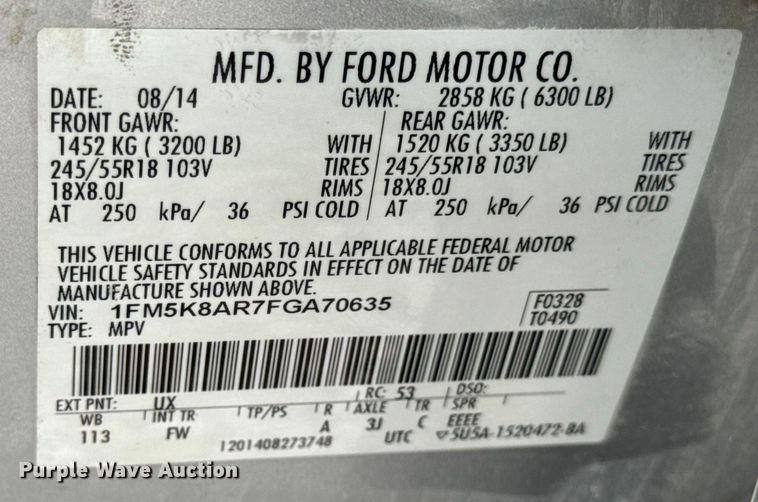 MFD. BY FORD MOTOR CO.
DATE: 08/14 GVWR: 2858 KG ( 6300 LB)
FRONT GAWR: REAR GAWR:
1452 KG ( 3200 LB) WITH 1520 KG ( 3350 LB) WITH
245/55R18 103V TIRES 245/55R18 103V TIRES
18X8.0J RIMS 18X8.0J RIMS
AT 250 kPa/ 36 PSI COLD AT 250 kPa/ 36 PSI COLD
THIS VEHICLE CONFORMS TO ALL APPLICABLE FEDERAL MOTOR
VEHICLE SAFETY STANDARDS IN EFFECT ON THE DATE OF
MANUFACTURE SHOWN ABOVE.
VIN: 1FM5K8AR7FGA70635 F0328
TYPE: MPV T0490
EXT PNT: UX RC: 53 DSO:
WB INT TR TP/PS R AXLE TR SPR
113 FW A 3J C EEEE
1201408273748 UTC 5U5A-1520472-BA
Purple Wave Auction